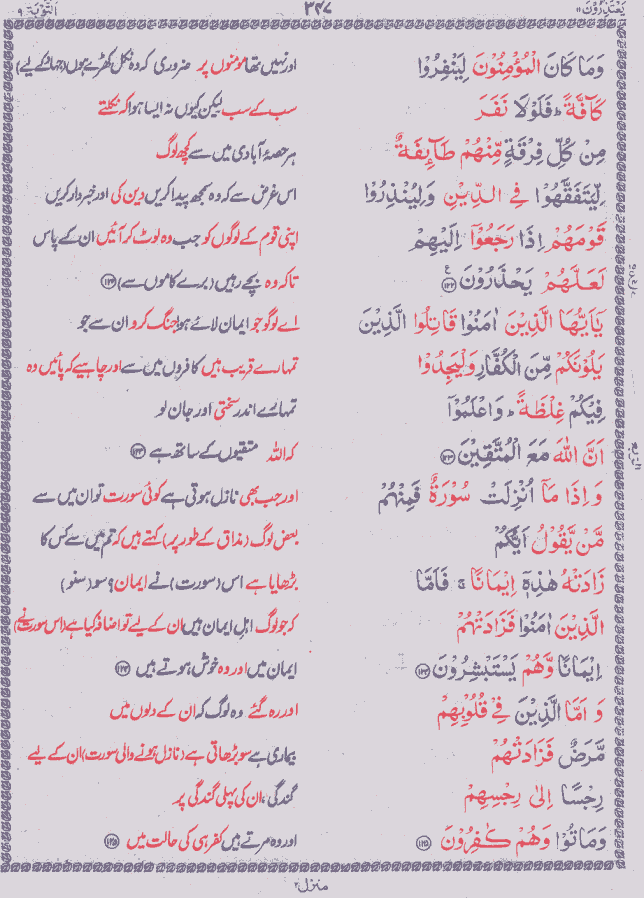 یَعْتَذِرُوْنَ ۱۱ ۳۴۷ اَلتَّوْبَۃ ۹
وَمَا كَانَ الْمُؤْمِنُوْنَ لِیَنْفِرُوْا اور نہیں تھا مومنوں پر ضروری کہ وہ نکل کھڑے ہوں (جہاد کے لیے)
كَآفَّةً ؕ فَلَوْلَا نَفَرَ سب کے سب لیکن کیوں نہ ایسا ہوا کہ نکلتے
مِنْ كُلِّ فِرْقَةٍ مِّنْهُمْ طَآىِٕفَةٌ ہر حصۂ آبادی میں سے کچھ لوگ
لِّیَتَفَقَّهُوْا فِی الدِّیْنِ وَلِیُنْذِرُوْا اس غرض سے کہ وہ سمجھ پیدا کریں دین کی اور خبردار کریں
قَوْمَهُمْ اِذَا رَجَعُوْۤا اِلَیْهِمْ اپنی قوم کے لوگوں کو جب وہ لوٹ کر آئیں ان کے پاس
لَعَلَّهُمْ یَحْذَرُوْنَ ۠﴿۱۲۲﴾ تاکہ وہ بچے رہیں (برے کاموں سے) ﴿۱۲۲﴾
یٰۤاَیُّهَا الَّذِیْنَ اٰمَنُوْا قَاتِلُوا الَّذِیْنَ اے لوگو جو ایمان لائے ہو! جنگ کرو ان سے جو
یَلُوْنَكُمْ مِّنَ الْكُفَّارِ وَلْیَجِدُوْا تمہارے قریب ہیں کافروں میں سے اور چاہیے کہ پائیں وہ
فِیْكُمْ غِلْظَةً ؕ وَاعْلَمُوْۤا تمہارے اندر سختی اور جان لو
اَنَّ اللّٰهَ مَعَ الْمُتَّقِیْنَ ﴿۱۲۳﴾ کہ اللہ متقیوں کے ساتھ ہے ﴿۱۲۳﴾
وَاِذَا مَاۤ اُنْزِلَتْ سُوْرَةٌ فَمِنْهُمْ اور جب بھی نازل ہوتی ہے کوئی سورت تو ان میں سے
مَّنْ یَّقُوْلُ اَیُّكُمْ بعض لوگ (مذاق کے طور پر) کہتے ہیں کہ تم میں سے کس کا
زَادَتْهُ هٰذِهٖۤ اِیْمَانًا ۚ فَاَمَّا بڑھایا ہے اس (سورت) نے ایمان؟ سو (سنو)
الَّذِیْنَ اٰمَنُوْا فَزَادَتْهُمْ کہ جو لوگ اہلِ ایمان ہیں ان کے لیے تو اضافہ کیا ہے (اس سورت نے)
اِیْمَانًا وَّهُمْ یَسْتَبْشِرُوْنَ ﴿۱۲۴﴾ ایمان میں اور وہ خوش ہوتے ہیں ﴿۱۲۴﴾
وَ اَمَّا الَّذِیْنَ فِیْ قُلُوْبِهِمْ اور رہ گئے وہ لوگ کہ ان کے دلوں میں
مَّرَضٌ فَزَادَتْهُمْ بیماری ہے سو بڑھاتی ہے (نازل ہونے والی سورت) ان کے لیے
رِجْسًا اِلٰی رِجْسِهِمْ گندگی، ان کی پہلی گندگی پر
وَمَاتُوْا وَهُمْ كٰفِرُوْنَ ﴿۱۲۵﴾ اور وہ مرتے ہیں کفر ہی کی حالت میں ﴿۱۲۵﴾
منزل ۲